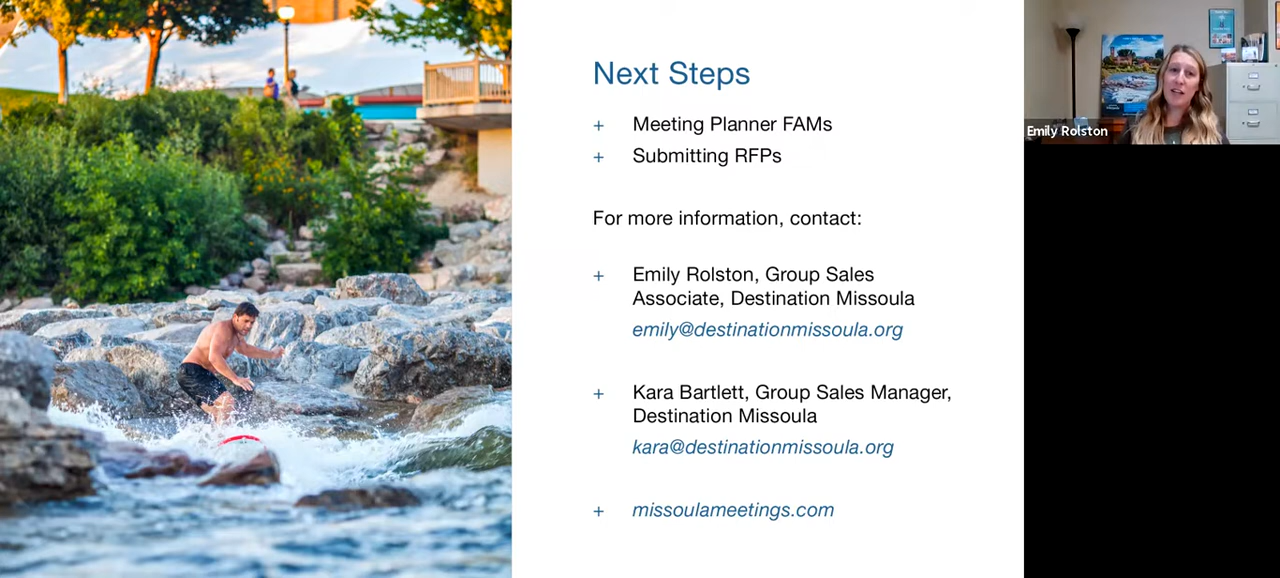 Next Steps
+ Meeting Planner FAMs
+ Submitting RFPs
For more information, contact:
+ Emily Rolston, Group Sales
Associate, Destination Missoula
emily@destinationmissoula.org
+ Kara Bartlett, Group Sales Manager,
Destination Missoula
kara@destinationmissoula.org
+ missoulameetings.com
Emily Rolston